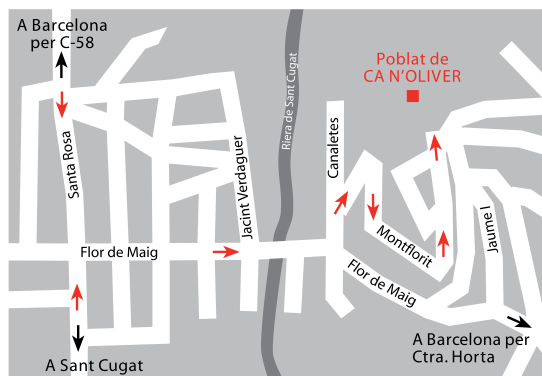 A Barcelona
per C-58
Poblat de
CA N'OLIVER
Riera de Sant Cugat
Santa Rosa
Jacint Verdaguer
Canaletes
Flor de Maig
Montflorit
Jaume I
Flor de Maig
A Barcelona per
Ctra. Horta
A Sant Cugat